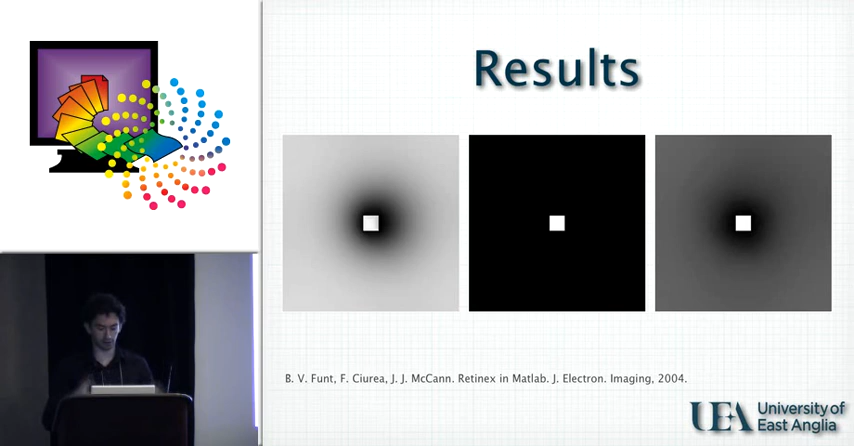 Results
B. V. Funt, F. Ciurea, J. J. McCann. Retinex in Matlab. J. Electron. Imaging, 2004.
UEA University of
East Anglia